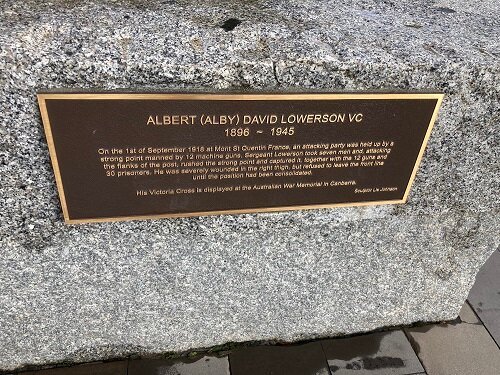 ALBERT (ALBY) DAVID LOWERSON VC
1896 ~ 1945
On the 1st of September 1918 at Mont St Quentin France, an attacking party was held up by a
strong point manned by 12 machine guns. Sergeant Lowerson took seven men and, attacking
the flanks of the post, rushed the strong point and captured it, together with the 12 guns and
30 prisoners. He was severely wounded in the right thigh, but refused to leave the front line
until the position had been consolidated.
His Victoria Cross is displayed at the Australian War Memorial in Canberra.
Sculptor Lis Johnson